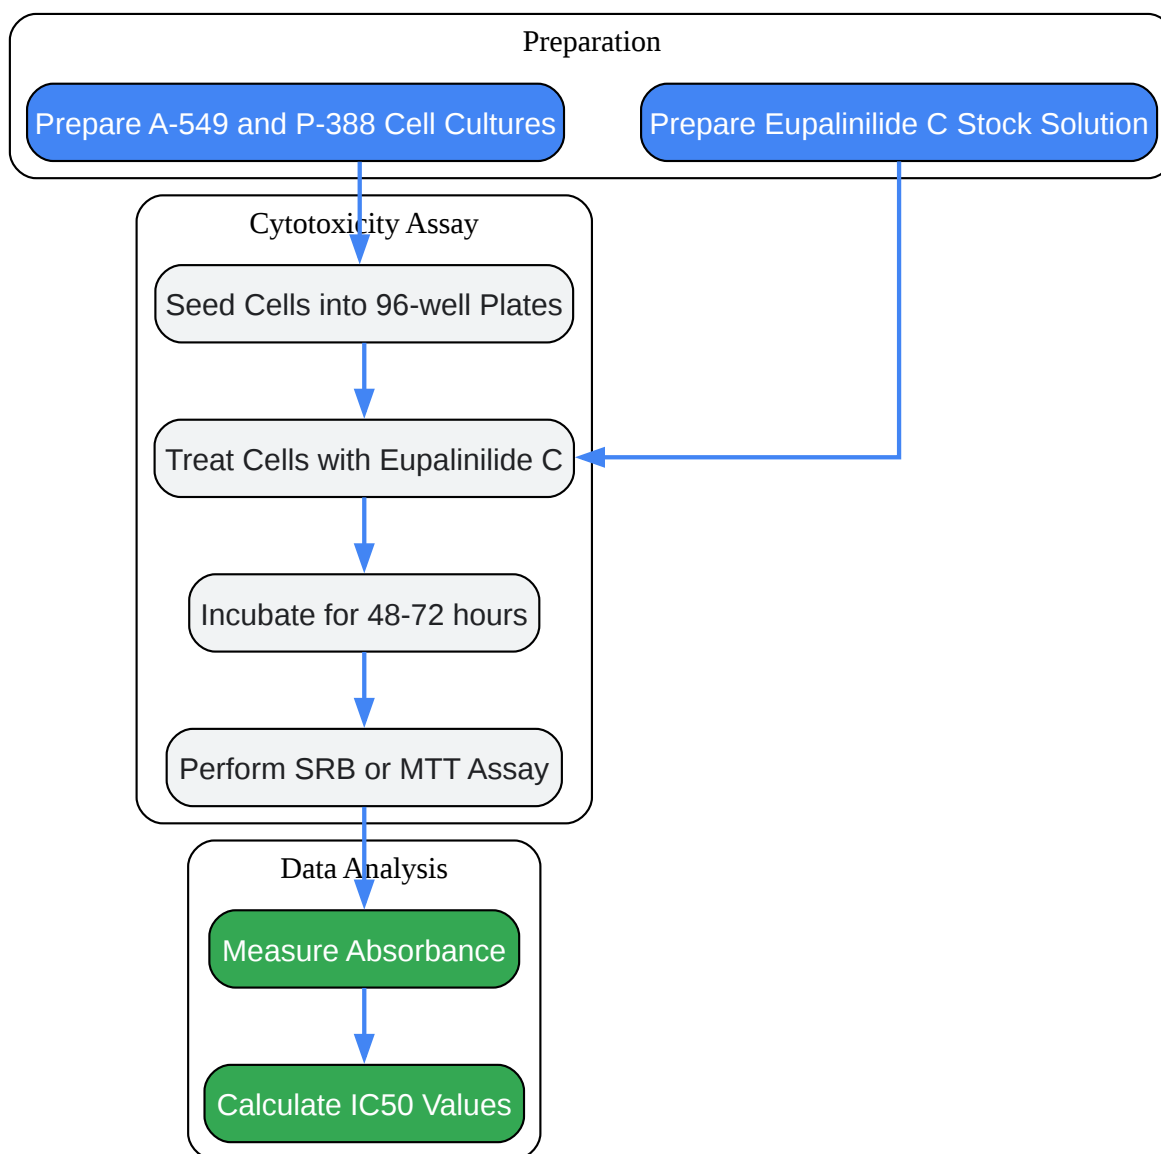 Preparation
Prepare A-549 and P-388 Cell Cultures
Prepare Eupalinilide C Stock Solution
Cytotoxicity Assay
Seed Cells into 96-well Plates
Treat Cells with Eupalinilide C
Incubate for 48-72 hours
Perform SRB or MTT Assay
Data Analysis
Measure Absorbance
Calculate IC50 Values